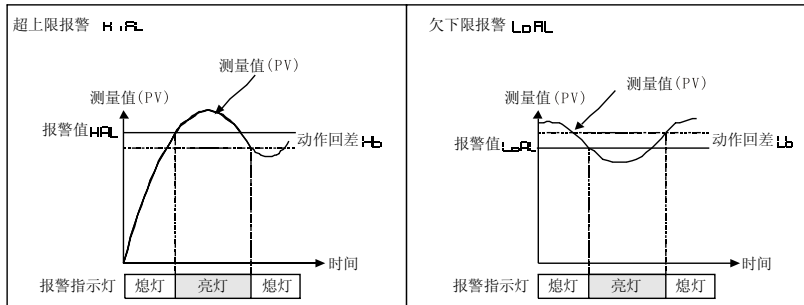 超上限报警 HiAL
测量值(PV)
测量值(PV)
报警值HAL
动作回差Hb
时间
报警指示灯 熄灯 亮灯 熄灯
欠下限报警 LoAL
测量值(PV)
测量值(PV)
动作回差Lb
报警值LoAL
时间
报警指示灯 熄灯 亮灯 熄灯